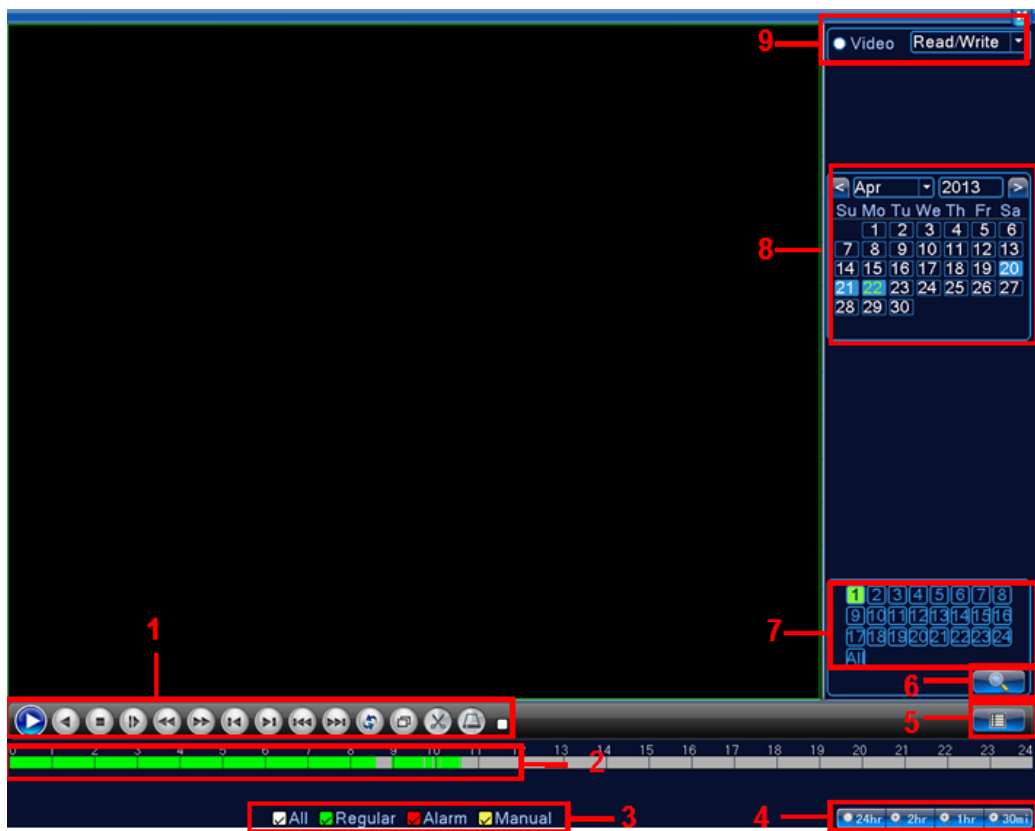 9
Video Read/Write
8
< Apr 2013 >
Su Mo Tu We Th Fr Sa
1 2 3 4 5 6
7 8 9 10 11 12 13
14 15 16 17 18 19 20
21 22 23 24 25 26 27
28 29 30
7
1 2 3 4 5 6 7 8
9 10 11 12 13 14 15 16
17 18 19 20 21 22 23 24
All
6
1
5
0 1 2 3 4 5 6 7 8 9 10 11 12 13 14 15 16 17 18 19 20 21 22 23 24
2
All Regular Alarm Manual
3
4
24hr 2hr 1hr 30mi